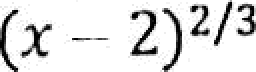 (x − 2)^{2/3}